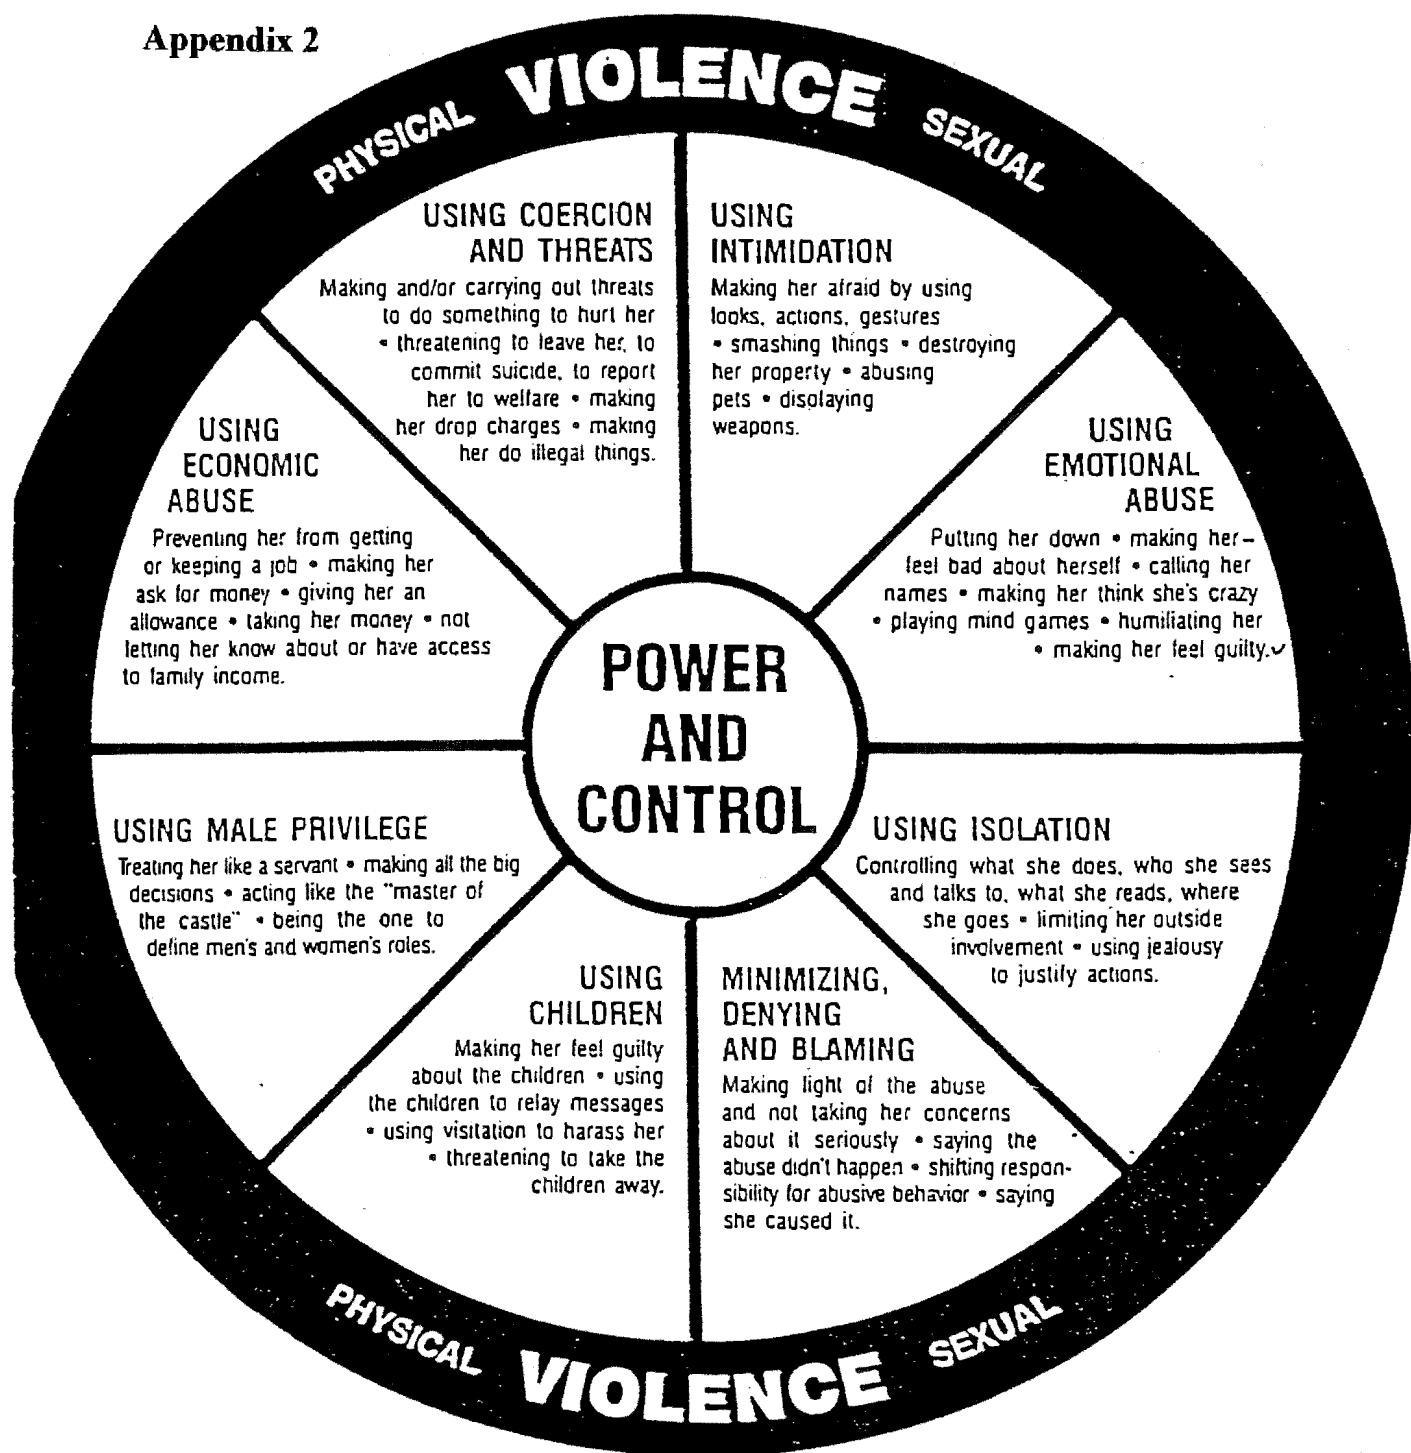 Appendix 2
PHYSICAL VIOLENCE SEXUAL
USING COERCION
AND THREATS
Making and/or carrying out threats
to do something to hurt her
• threatening to leave her, to
commit suicide, to report
her to welfare • making
her drop charges • making
her do illegal things.
USING
INTIMIDATION
Making her afraid by using
looks, actions, gestures
• smashing things • destroying
her property • abusing
pets • displaying
weapons.
USING
EMOTIONAL
ABUSE
Putting her down • making her
feel bad about herself • calling her
names • making her think she's crazy
• playing mind games • humiliating her
• making her feel guilty.
USING ISOLATION
Controlling what she does, who she sees
and talks to, what she reads, where
she goes • limiting her outside
involvement • using jealousy
to justify actions.
MINIMIZING,
DENYING
AND BLAMING
Making light of the abuse
and not taking her concerns
about it seriously • saying the
abuse didn't happen • shifting respon-
sibility for abusive behavior • saying
she caused it.
USING
CHILDREN
Making her feel guilty
about the children • using
the children to relay messages
• using visitation to harass her
• threatening to take the
children away.
USING MALE PRIVILEGE
Treating her like a servant • making all the big
decisions • acting like the "master of
the castle" • being the one to
define men's and women's roles.
USING
ECONOMIC
ABUSE
Preventing her from getting
or keeping a job • making her
ask for money • giving her an
allowance • taking her money • not
letting her know about or have access
to family income.
POWER
AND
CONTROL
PHYSICAL VIOLENCE SEXUAL